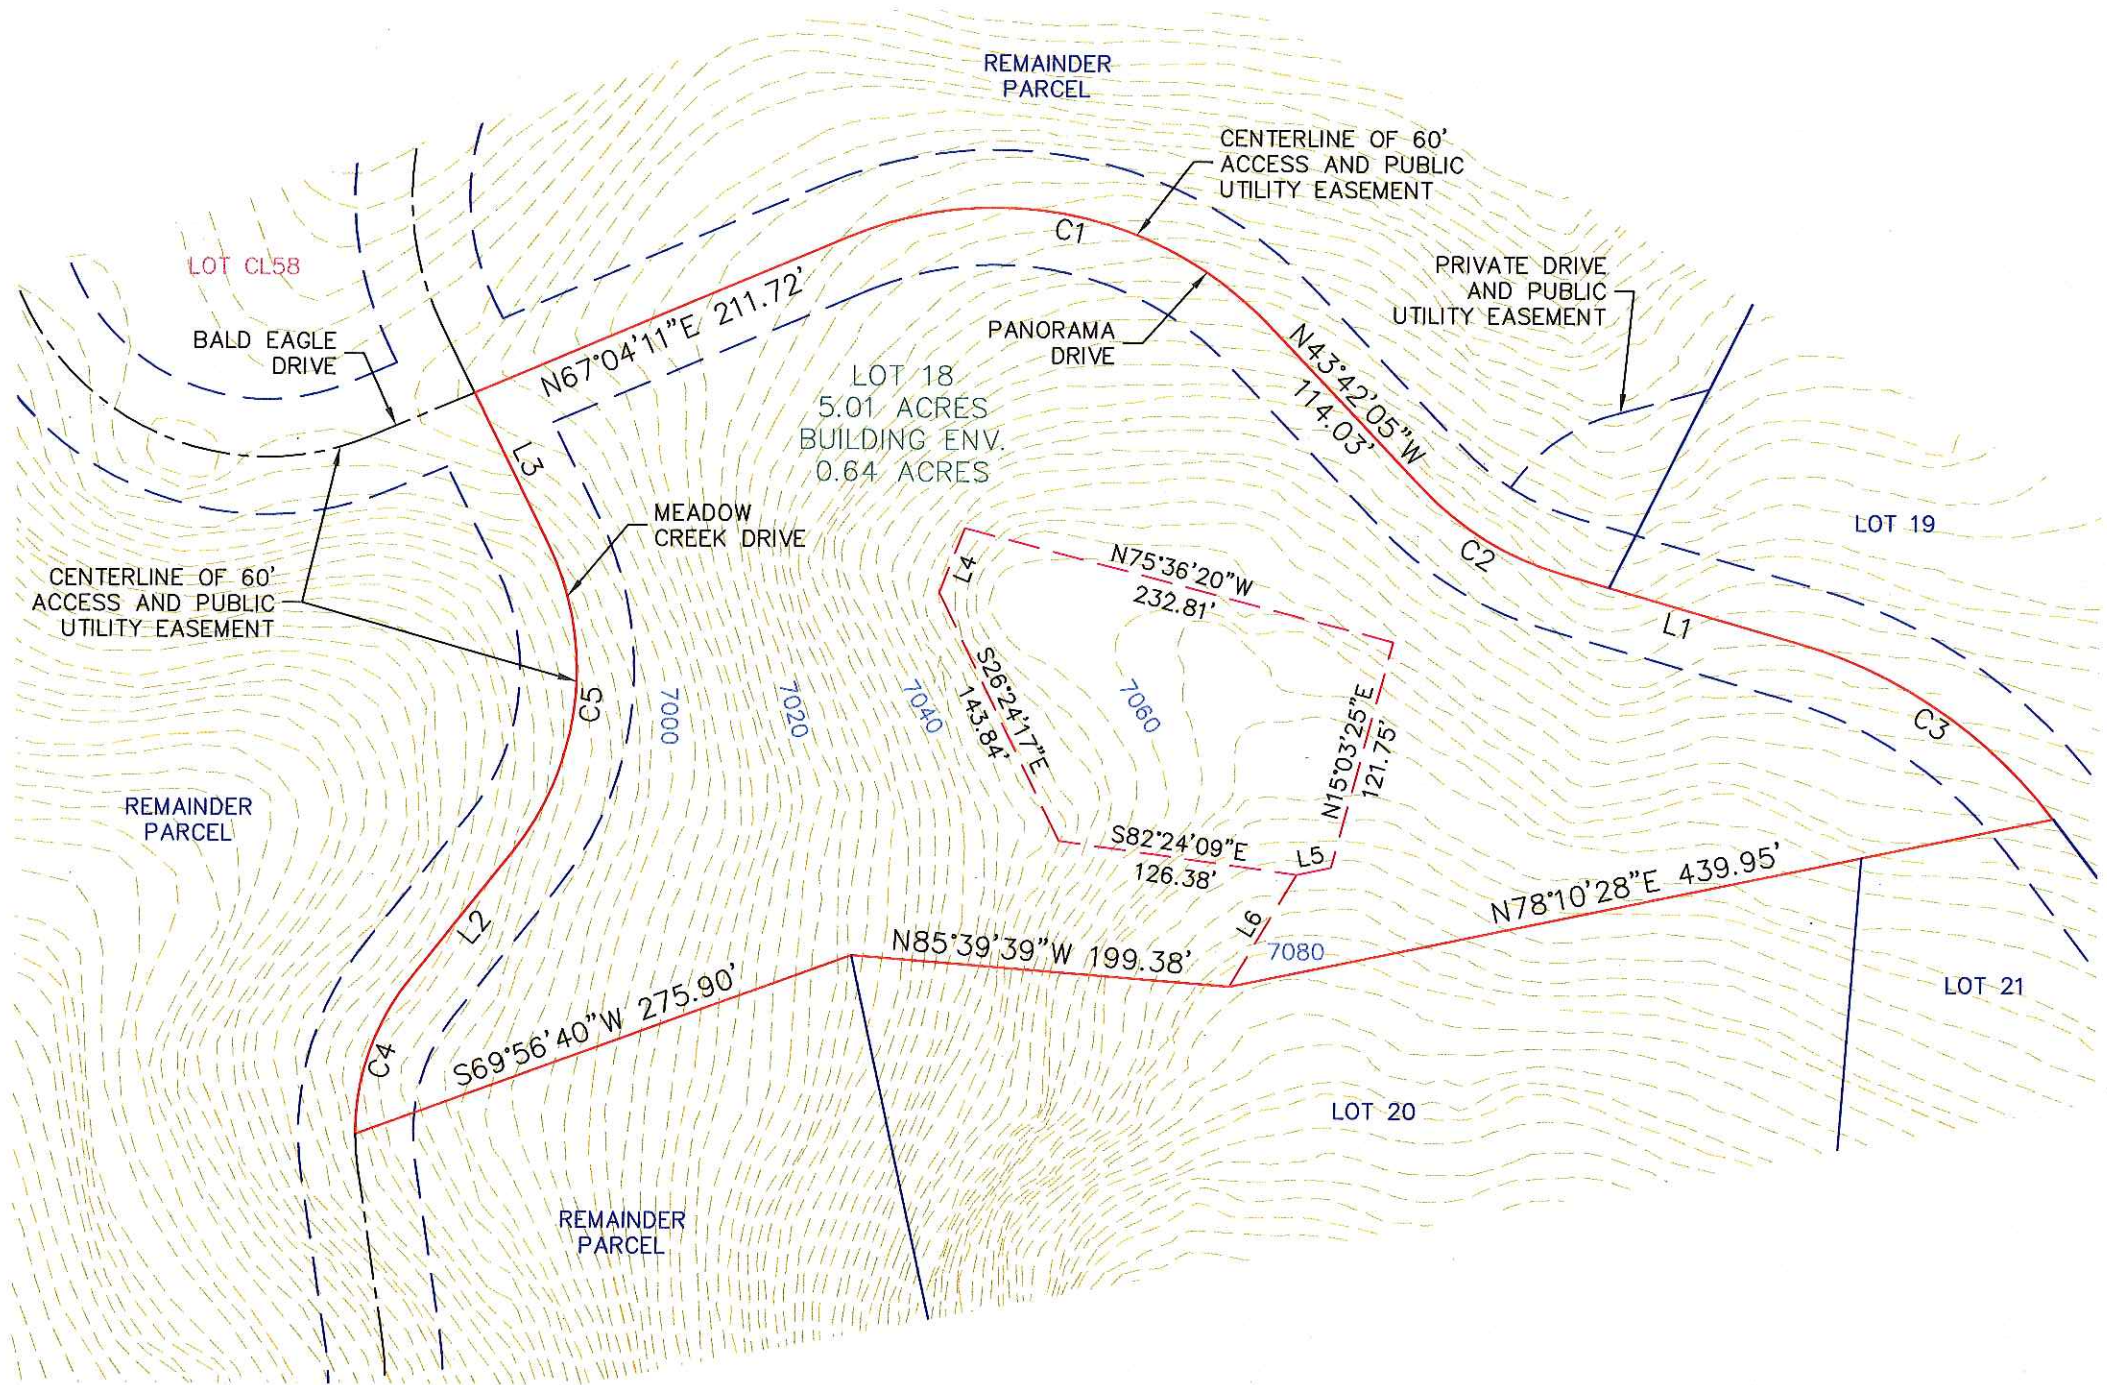 REMAINDER
PARCEL
CENTERLINE OF 60'
ACCESS AND PUBLIC
UTILITY EASEMENT
C1
LOT CL58
PRIVATE DRIVE
AND PUBLIC
UTILITY EASEMENT
BALD EAGLE
DRIVE
N67°04'11"E 211.72'
PANORAMA
DRIVE
N43°42'05"W
114.03'
LOT 18
5.01 ACRES
BUILDING ENV.
0.64 ACRES
L3
MEADOW
CREEK DRIVE
LOT 19
C2
L4
N75°36'20"W
232.81'
CENTERLINE OF 60'
ACCESS AND PUBLIC
UTILITY EASEMENT
L1
C5
7000
7020
7040
S26°24'17"E
143.84'
7060
N15°03'25"E
121.75'
C3
REMAINDER
PARCEL
S82°24'09"E
126.38'
L5
N78°10'28"E 439.95'
L2
L6
N85°39'39"W 199.38'
7080
S69°56'40"W 275.90'
LOT 21
C4
LOT 20
REMAINDER
PARCEL